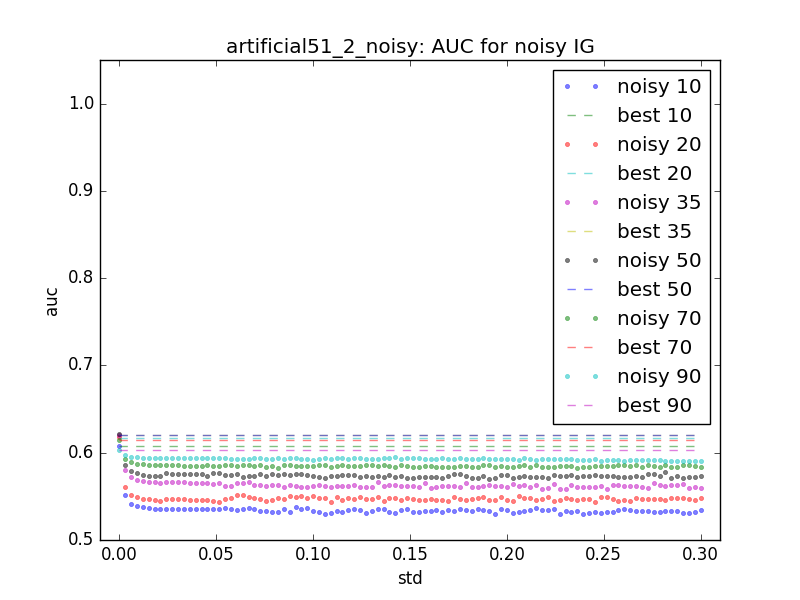 artificial51_2_noisy: AUC for noisy IG
auc
1.0
0.9
0.8
0.7
0.6
0.5
noisy 10
best 10
noisy 20
best 20
noisy 35
best 35
noisy 50
best 50
noisy 70
best 70
noisy 90
best 90
0.00 0.05 0.10 0.15 0.20 0.25 0.30
std